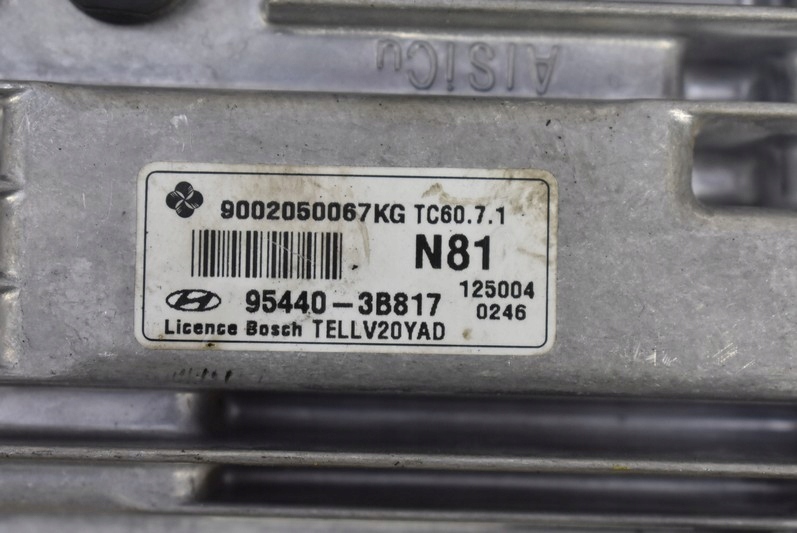 AlSiCu
9002050067KG TC60.7.1
N81
95440-3B817
125004
0246
Licence Bosch TELLV20YAD